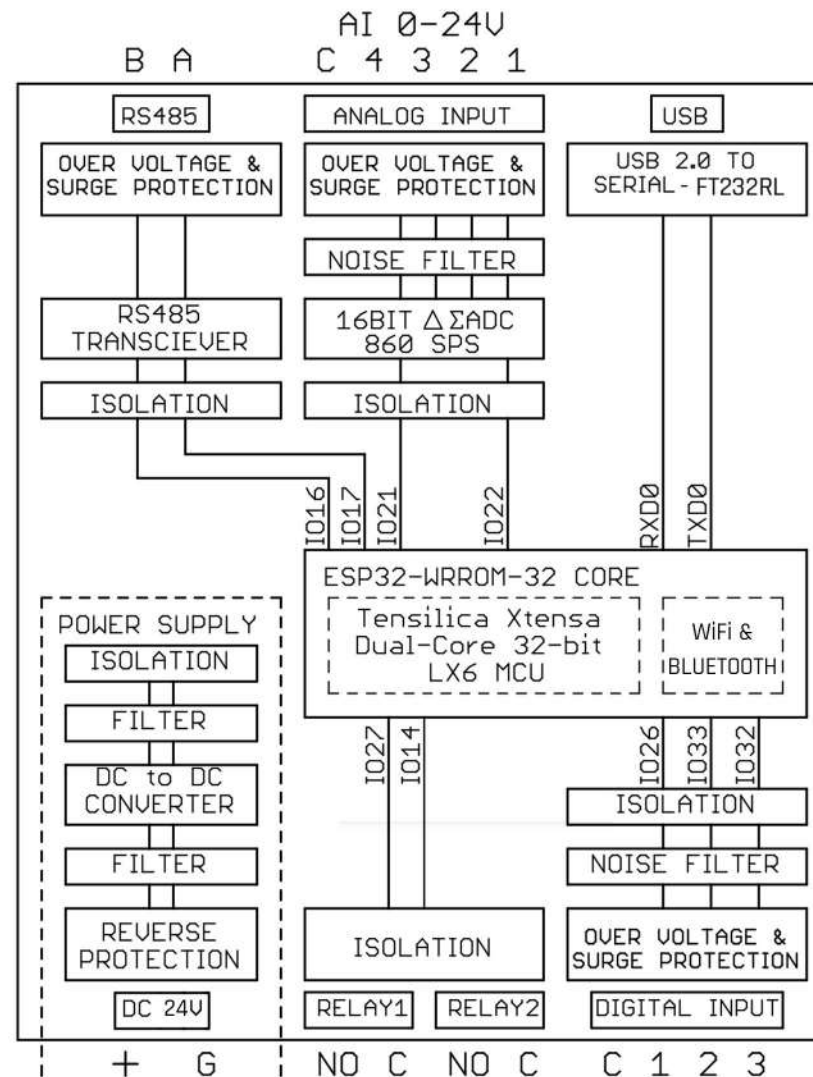 AI 0-24V
B A
C 4 3 2 1
RS485
ANALOG INPUT
USB
OVER VOLTAGE &
SURGE PROTECTION
OVER VOLTAGE &
SURGE PROTECTION
USB 2.0 TO
SERIAL - FT232RL
NOISE FILTER
RS485
TRANSCIEVER
16BIT ΔΣADC
860 SPS
ISOLATION
ISOLATION
IO16
IO17
IO21
IO22
RXD0
TXD0
ESP32-WRROM-32 CORE
Tensilica Xtensa
Dual-Core 32-bit
LX6 MCU
WiFi &
BLUETOOTH
POWER SUPPLY
ISOLATION
FILTER
DC to DC
CONVERTER
FILTER
REVERSE
PROTECTION
DC 24V
IO27
IO14
IO26
IO33
IO32
ISOLATION
NOISE FILTER
ISOLATION
OVER VOLTAGE &
SURGE PROTECTION
RELAY1
RELAY2
DIGITAL INPUT
+ G
NO C
NO C
C 1 2 3